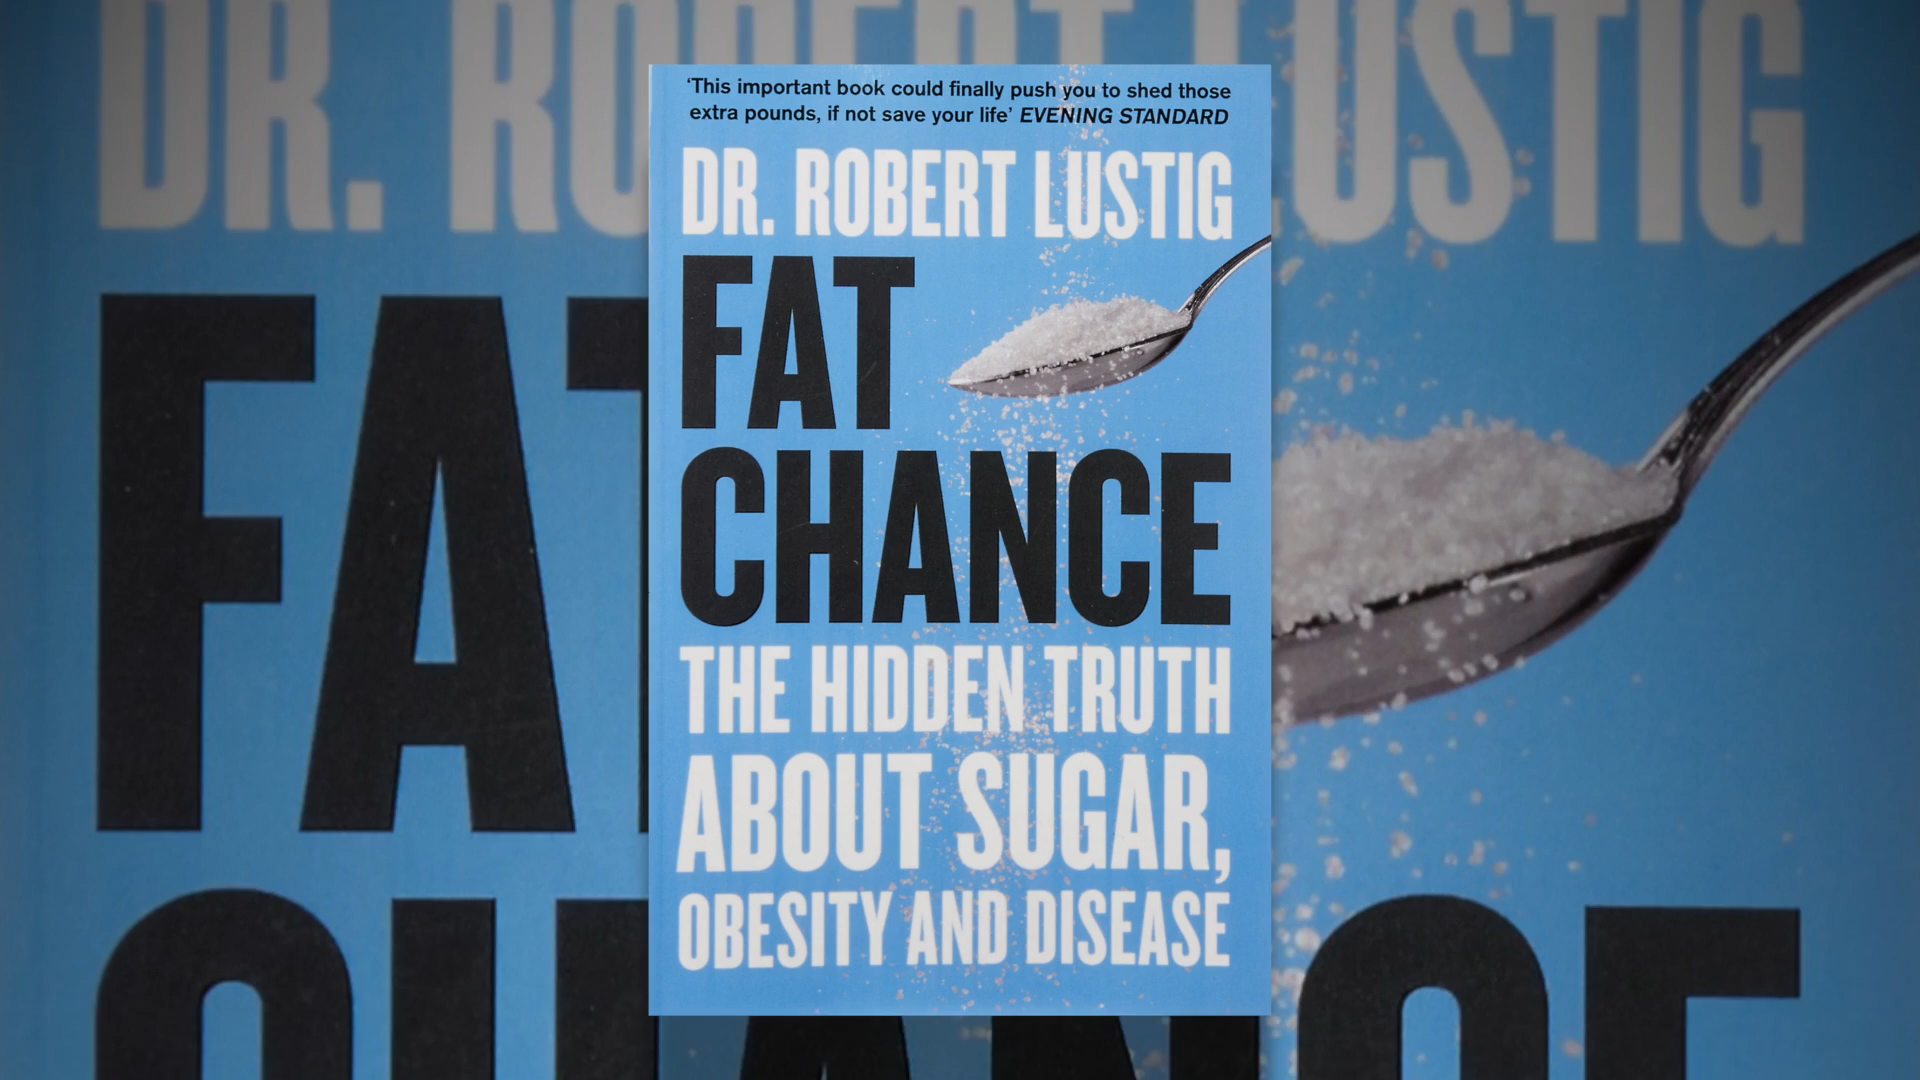 ‘This important book could finally push you to shed those
extra pounds, if not save your life’ EVENING STANDARD
DR. ROBERT LUSTIG
FAT
CHANCE
THE HIDDEN TRUTH
ABOUT SUGAR,
OBESITY AND DISEASE